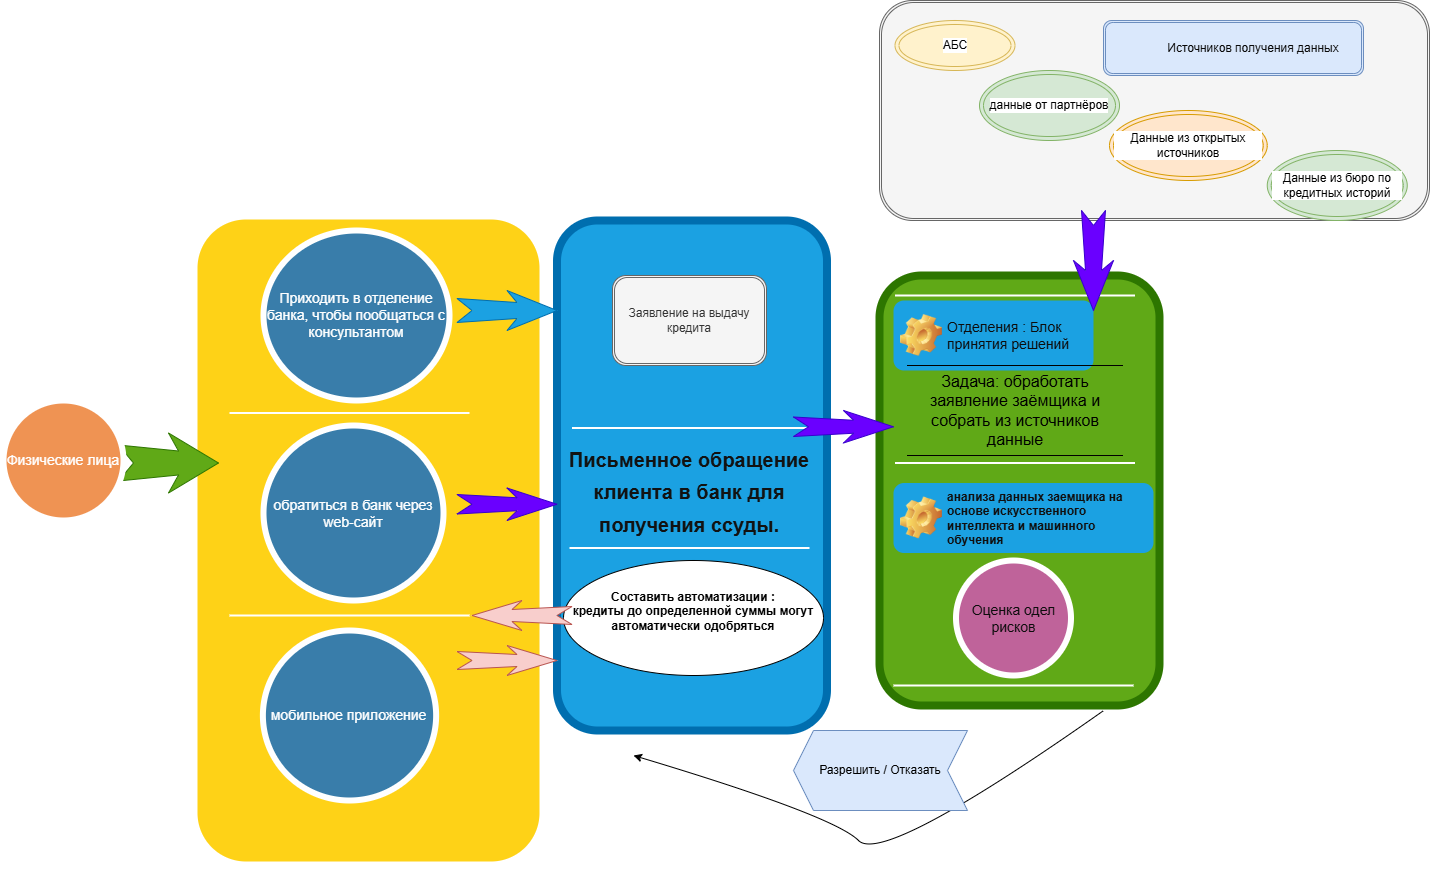 АБС
Источников получения данных
данные от партнёров
Данные из открытых
источников
Данные из бюро по
кредитных историй
Физические лица
Приходить в отделение
банка, чтобы пообщаться с
консультантом
обратиться в банк через
web-сайт
мобильное приложение
Заявление на выдачу
кредита
Письменное обращение
клиента в банк для
получения ссуды.
Составить автоматизации :
кредиты до определенной суммы могут
автоматически одобряться
Отделения : Блок
принятия решений
Задача: обработать
заявление заёмщика и
собрать из источников
данные
анализа данных заемщика на
основе искусственного
интеллекта и машинного
обучения
Оценка одел
рисков
Разрешить / Отказать